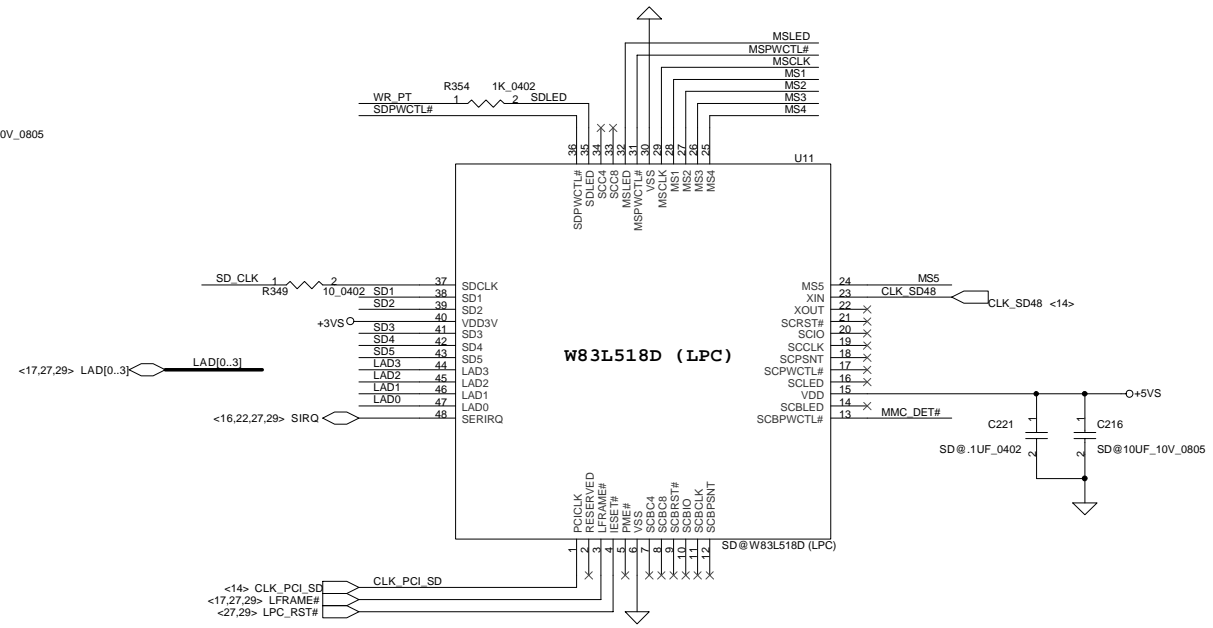 MSLED
MSPWCTL#
MSCLK
MS1
MS2
MS3
MS4
R354 1K_0402
WR_PT 1 2 SDLED
SDPWCTL#
0V_0805
36 35 34 33 32 31 30 29 28 27 26 25
U11
SDPWCTL# SDLED SCC4 SCC8 MSLED MSPWCTL# VSS MSCLK MS1 MS2 MS3 MS4
SD_CLK 1 2 37 SDCLK
R349 10_0402
SD1 38 SD1
SD2 39 SD2
+3VS 40 VDD3V
SD3 41 SD3
SD4 42 SD4
SD5 43 SD5
LAD3 44 LAD3
LAD2 45 LAD2
LAD1 46 LAD1
LAD0 47 LAD0
<16,22,27,29> SIRQ 48 SERIRQ
<17,27,29> LAD[0..3] LAD[0..3]
W83L518D (LPC)
MS5 24 MS5
XIN 23 CLK_SD48 CLK_SD48 <14>
XOUT 22
SCRST# 21
SCIO 20
SCCLK 19
SCPSNT 18
SCPWCTL# 17
SCLED 16
VDD 15 +5VS
SCBLED 14
SCBPWCTL# 13 MMC_DET#
C221 1 2 SD@.1UF_0402
C216 1 2 SD@10UF_10V_0805
PCICLK RESERVED LFRAME# IESET# PME# VSS SCBC4 SCBC8 SCBRST# SCBIO SCBCLK SCBPSNT
1 2 3 4 5 6 7 8 9 10 11 12
SD@W83L518D (LPC)
<14> CLK_PCI_SD CLK_PCI_SD
<17,27,29> LFRAME#
<27,29> LPC_RST#